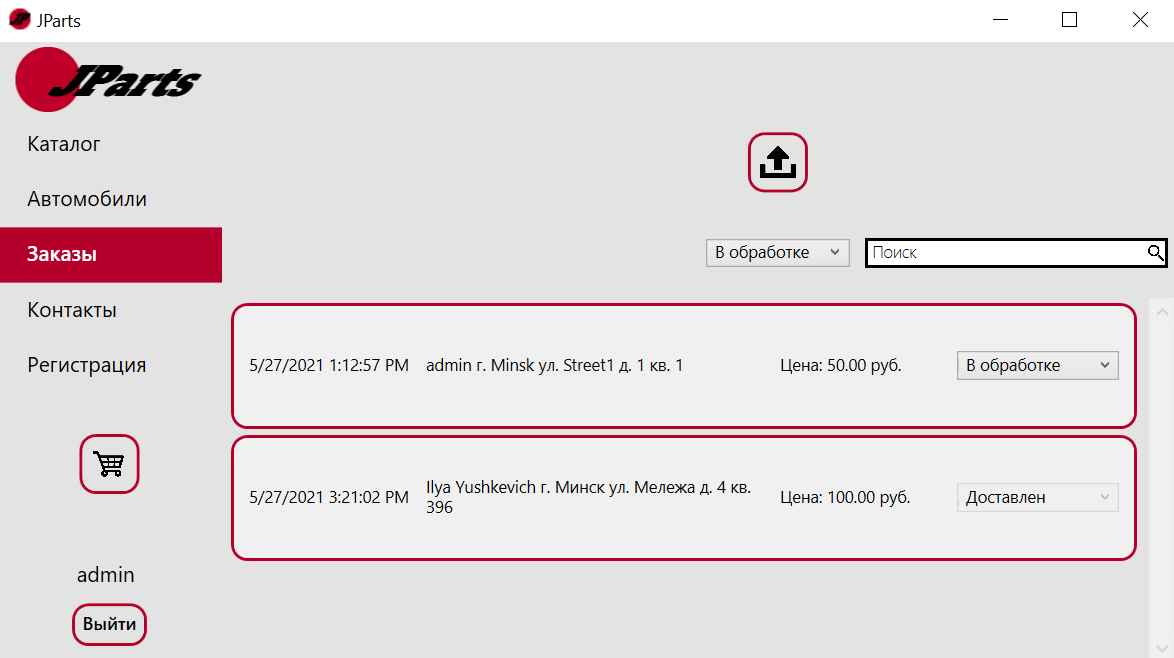 JParts
JParts
Каталог
Автомобили
Заказы
Контакты
Регистрация
admin
Выйти
В обработке
Поиск
5/27/2021 1:12:57 PM admin г. Minsk ул. Street1 д. 1 кв. 1 Цена: 50.00 руб. В обработке
5/27/2021 3:21:02 PM Ilya Yushkevich г. Минск ул. Мележа д. 4 кв.
396 Цена: 100.00 руб. Доставлен